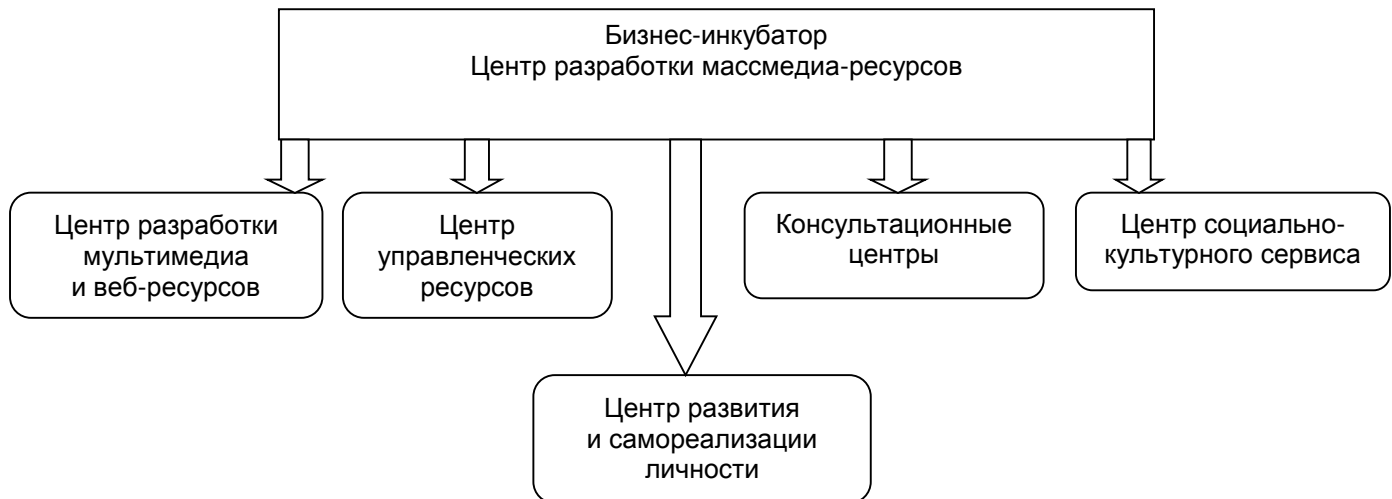 Бизнес-инкубатор
Центр разработки массмедиа-ресурсов
Центр разработки
мультимедиа
и веб-ресурсов
Центр
управленческих
ресурсов
Консультационные
центры
Центр социально-
культурного сервиса
Центр развития
и самореализации
личности